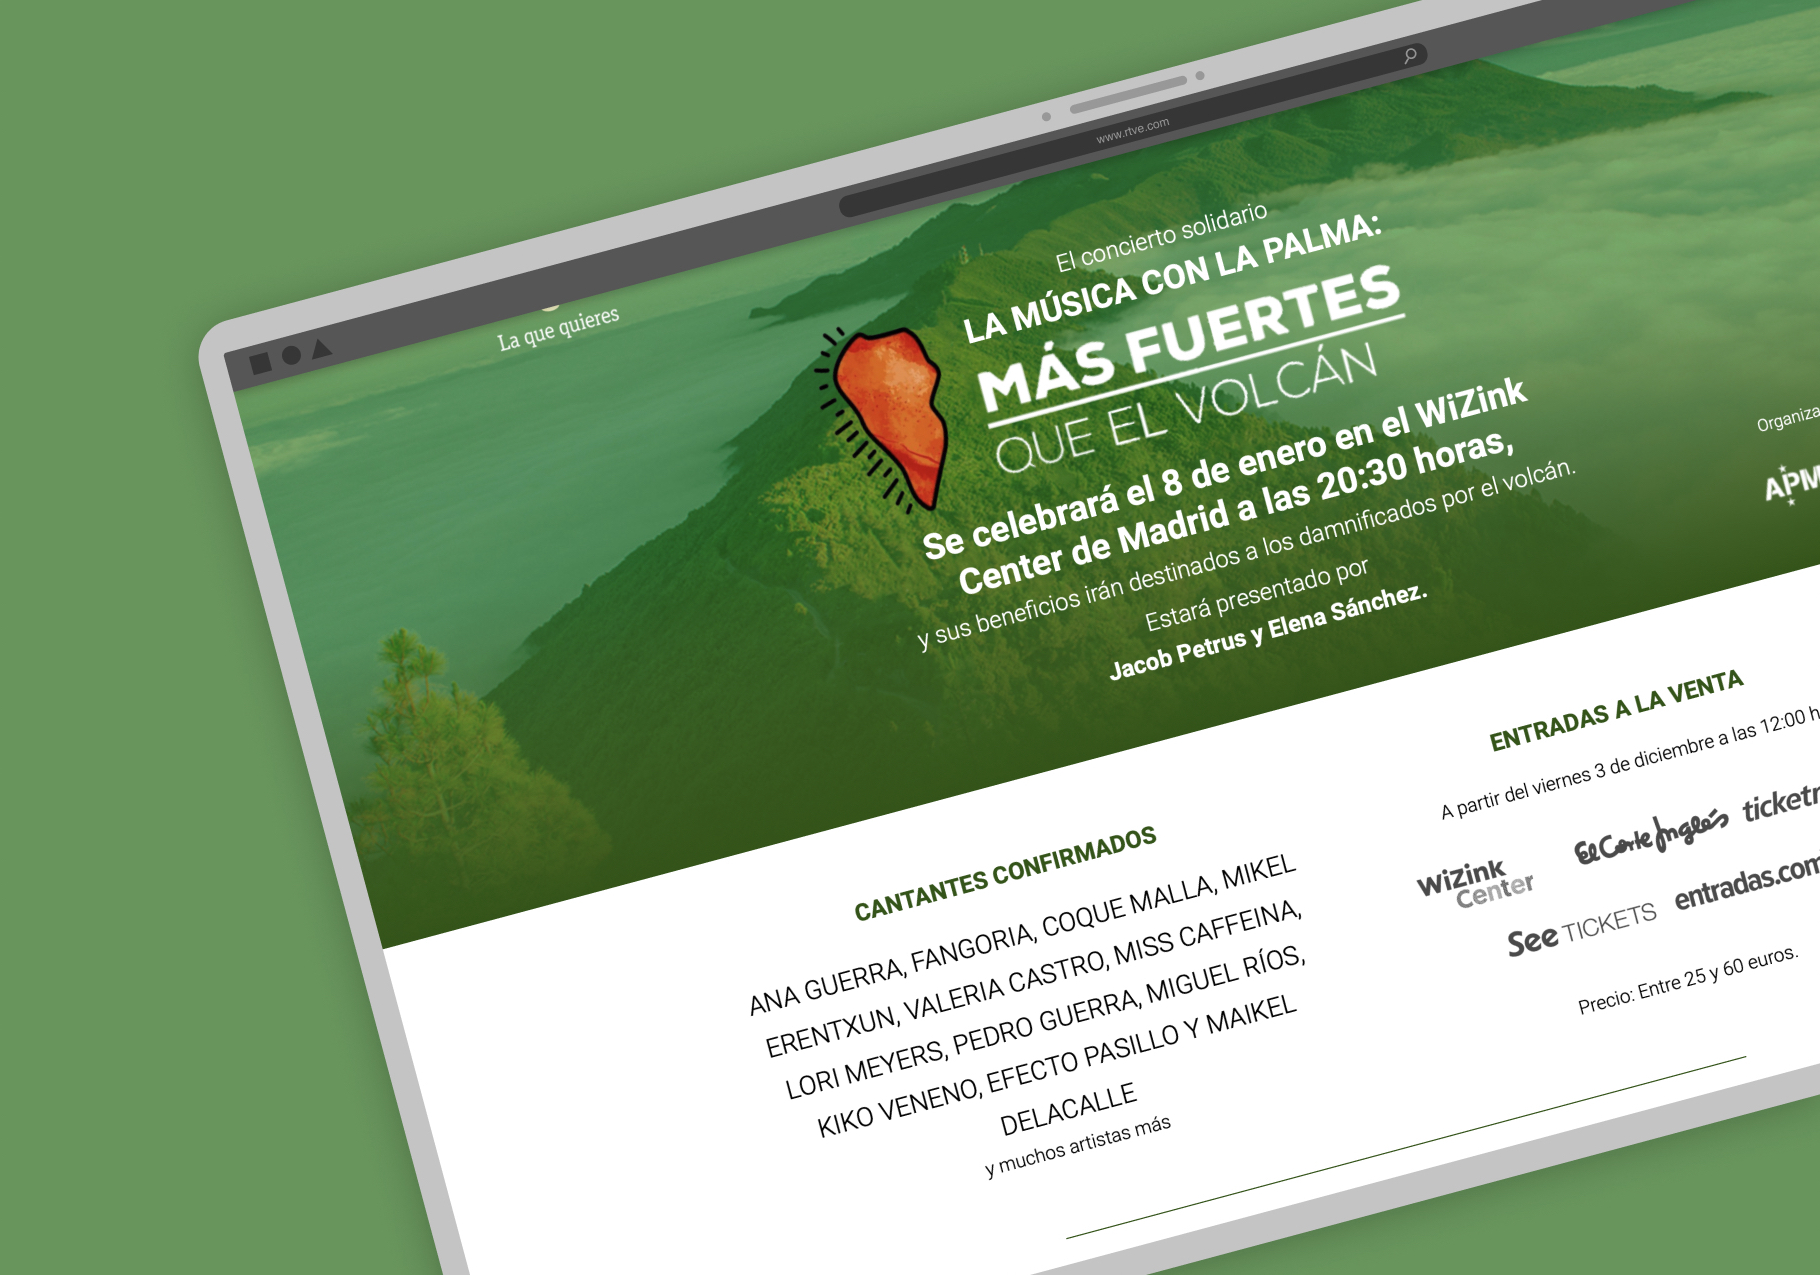 www.rtve.com
La que quieres
El concierto solidario
LA MÚSICA CON LA PALMA:
MÁS FUERTES
QUE EL VOLCÁN
Se celebrará el 8 de enero en el WiZink
Center de Madrid a las 20:30 horas,
y sus beneficios irán destinados a los damnificados por el volcán.
Estará presentado por
Jacob Petrus y Elena Sánchez.
Organiza
APM
CANTANTES CONFIRMADOS
ANA GUERRA, FANGORIA, COQUE MALLA, MIKEL
ERENTXUN, VALERIA CASTRO, MISS CAFFEINA,
LORI MEYERS, PEDRO GUERRA, MIGUEL RÍOS,
KIKO VENENO, EFECTO PASILLO Y MAIKEL
DELACALLE
y muchos artistas más
ENTRADAS A LA VENTA
A partir del viernes 3 de diciembre a las 12:00 h
wiZink
Center
El Corte Inglés
ticketm
See TICKETS
entradas.com
Precio: Entre 25 y 60 euros.